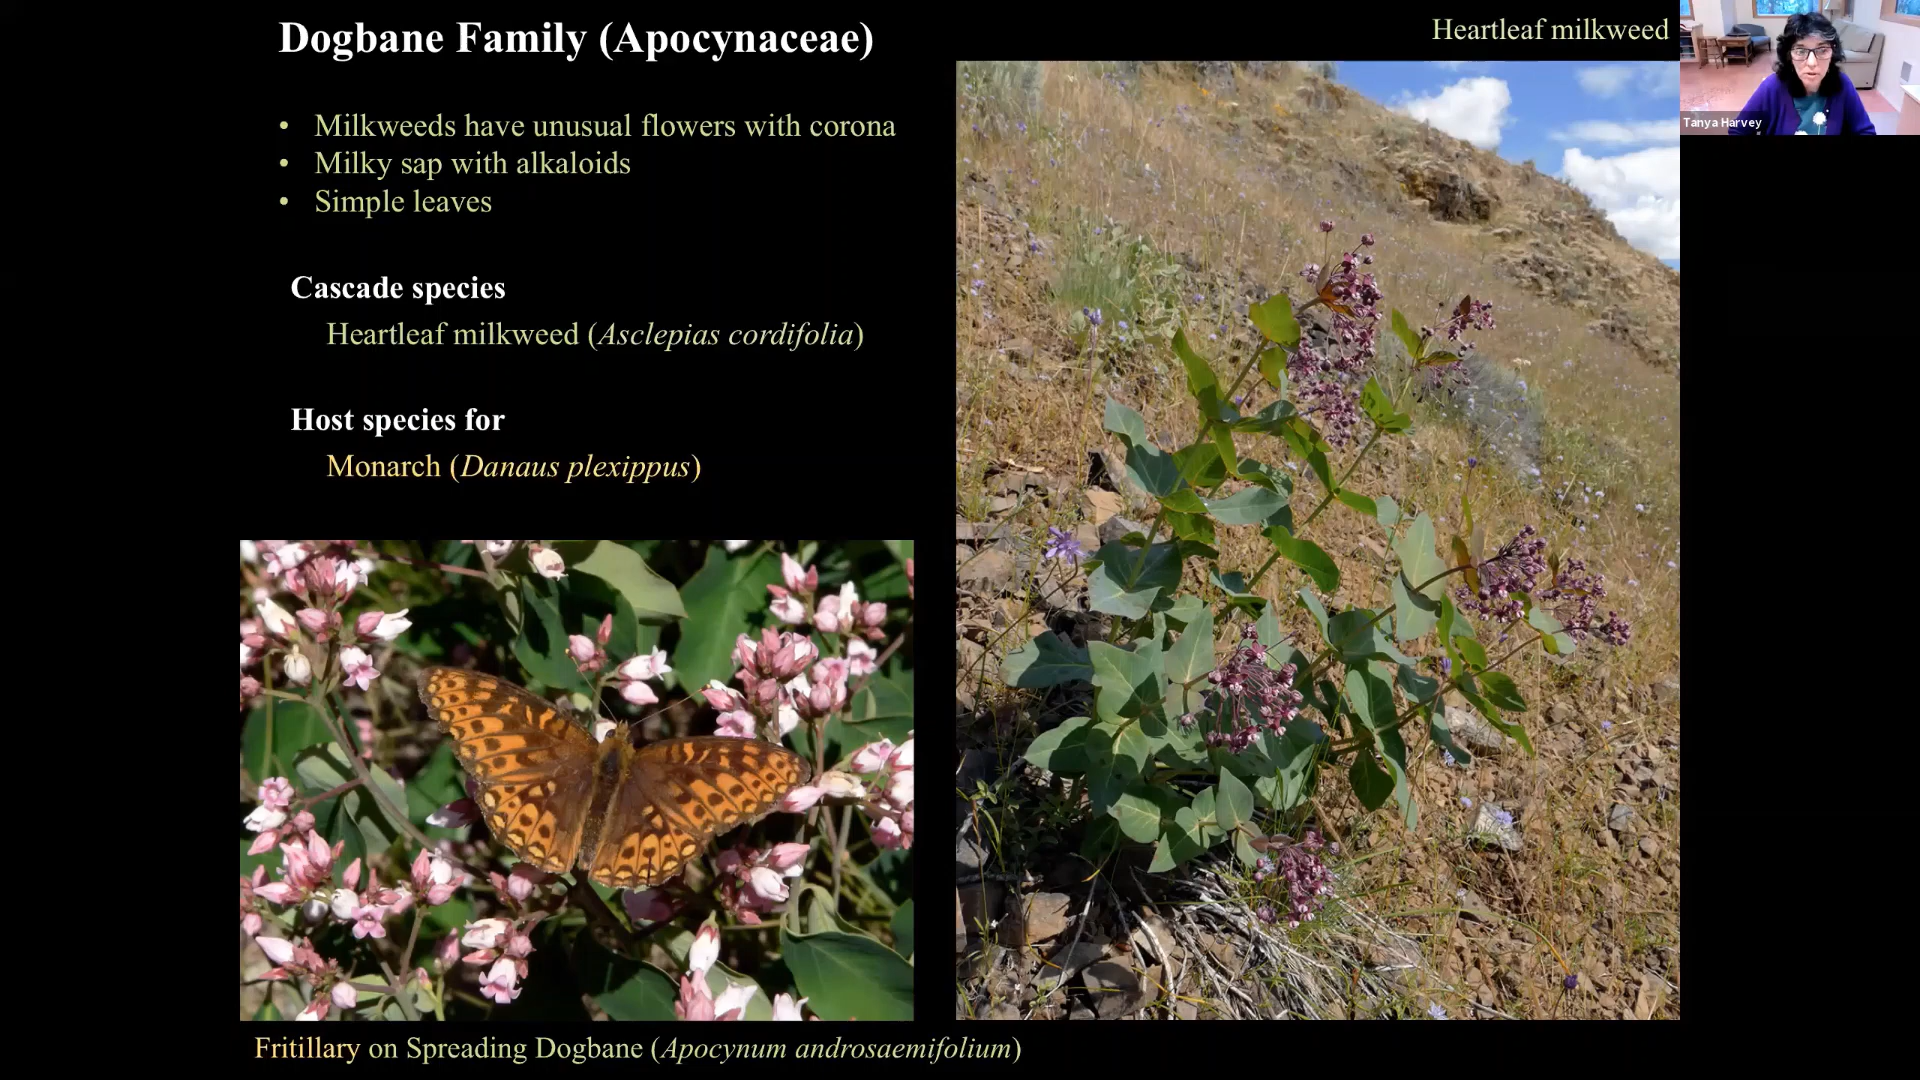 Dogbane Family (Apocynaceae)
Heartleaf milkweed
Tanya Harvey
• Milkweeds have unusual flowers with corona
• Milky sap with alkaloids
• Simple leaves
Cascade species
Heartleaf milkweed (Asclepias cordifolia)
Host species for
Monarch (Danaus plexippus)
Fritillary on Spreading Dogbane (Apocynum androsaemifolium)